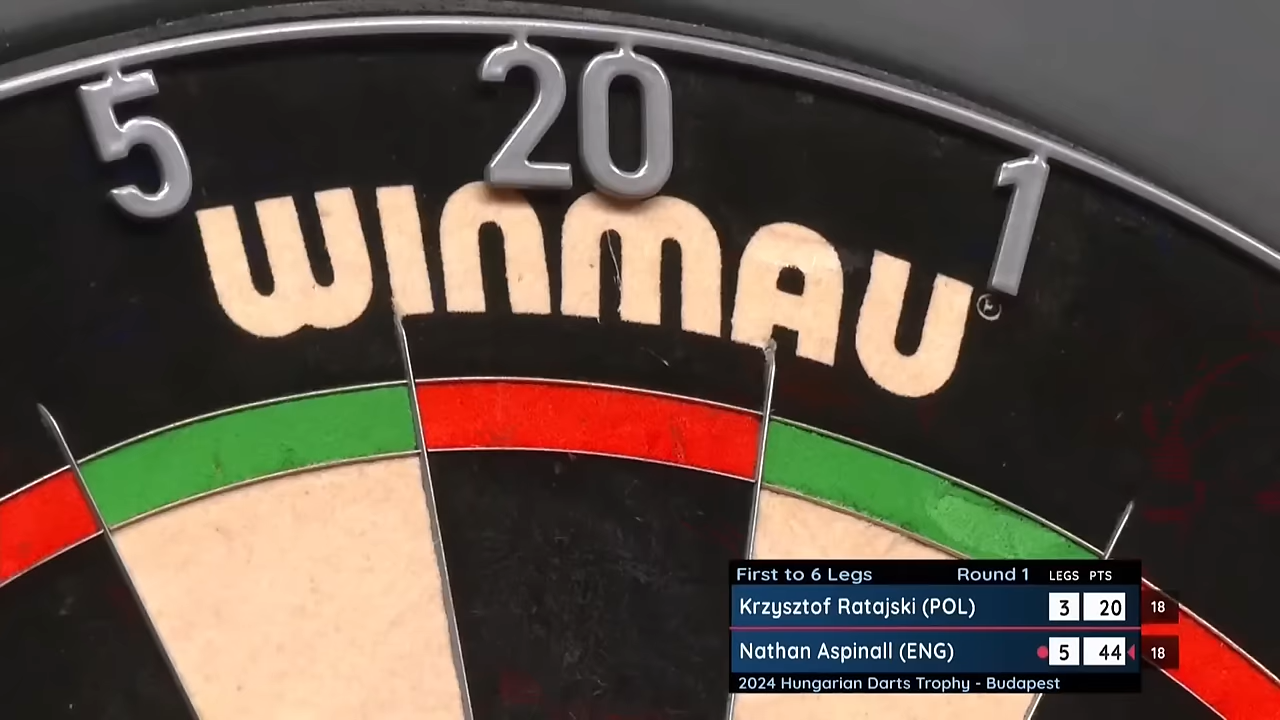 5 20 1
WINMAU®
First to 6 Legs Round 1 LEGS PTS
Krzysztof Ratajski (POL) 3 20 18
Nathan Aspinall (ENG) 5 44 18
2024 Hungarian Darts Trophy - Budapest